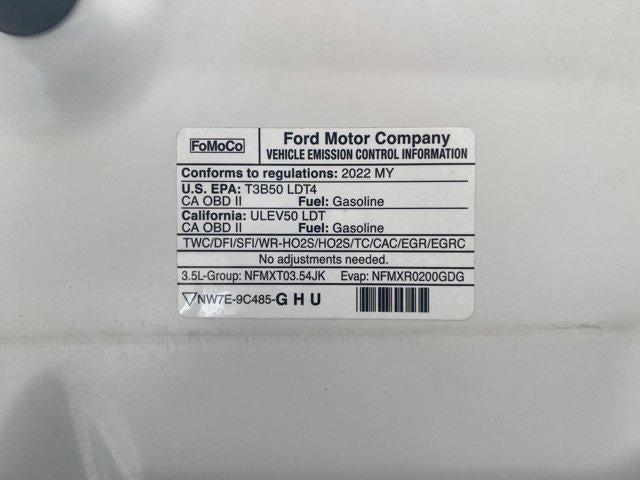 FoMoCo
Ford Motor Company
VEHICLE EMISSION CONTROL INFORMATION
Conforms to regulations: 2022 MY
U.S. EPA: T3B50 LDT4
CA OBD II Fuel: Gasoline
California: ULEV50 LDT
CA OBD II Fuel: Gasoline
TWC/DFI/SFI/WR-HO2S/HO2S/TC/CAC/EGR/EGRC
No adjustments needed.
3.5L-Group: NFMXT03.54JK Evap: NFMXR0200GDG
NW7E-9C485-G H U